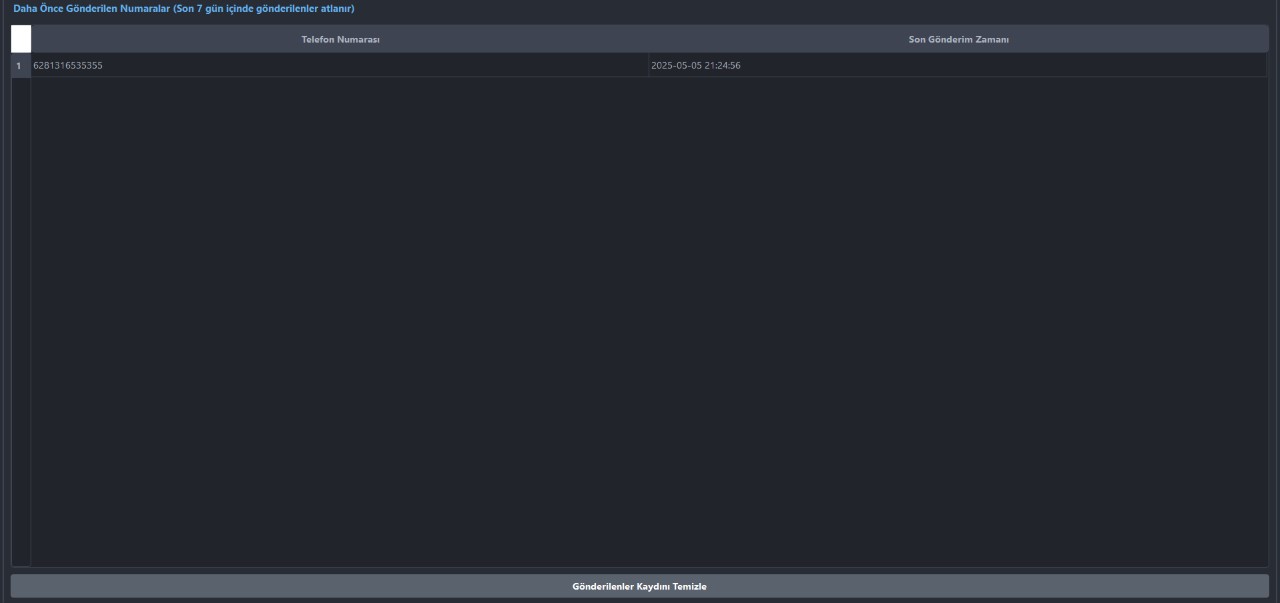 Daha Önce Gönderilen Numaralar (Son 7 gün içinde gönderilenler atlanır)
Telefon Numarası Son Gönderim Zamanı
1 6281316535355 2025-05-05 21:24:56
Gönderilenler Kaydını Temizle